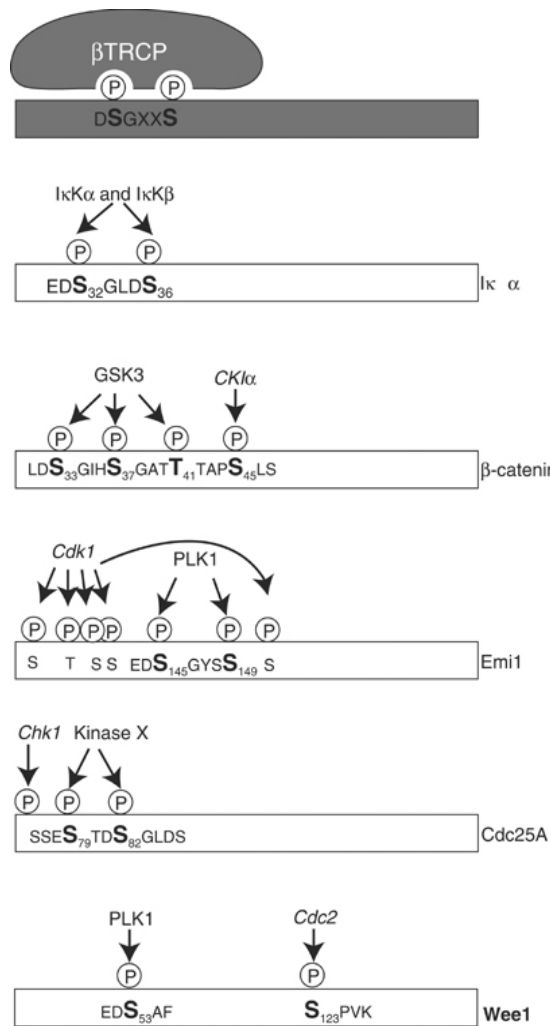 βTRCP
P P
DSGXXS
IκKα and IκKβ
P P
EDS32GLDS36
Iκ α
GSK3 CKIα
P P P P
LDS33GIHS37GATT41TAPS45LS
β-catenin
Cdk1 PLK1
P P P P P P P
S T S S EDS145GYSS149 S
Emi1
Chk1 Kinase X
P P P
SSES79TDS82GLDS
Cdc25A
PLK1 Cdc2
P P
EDS53AF S123PVK
Wee1